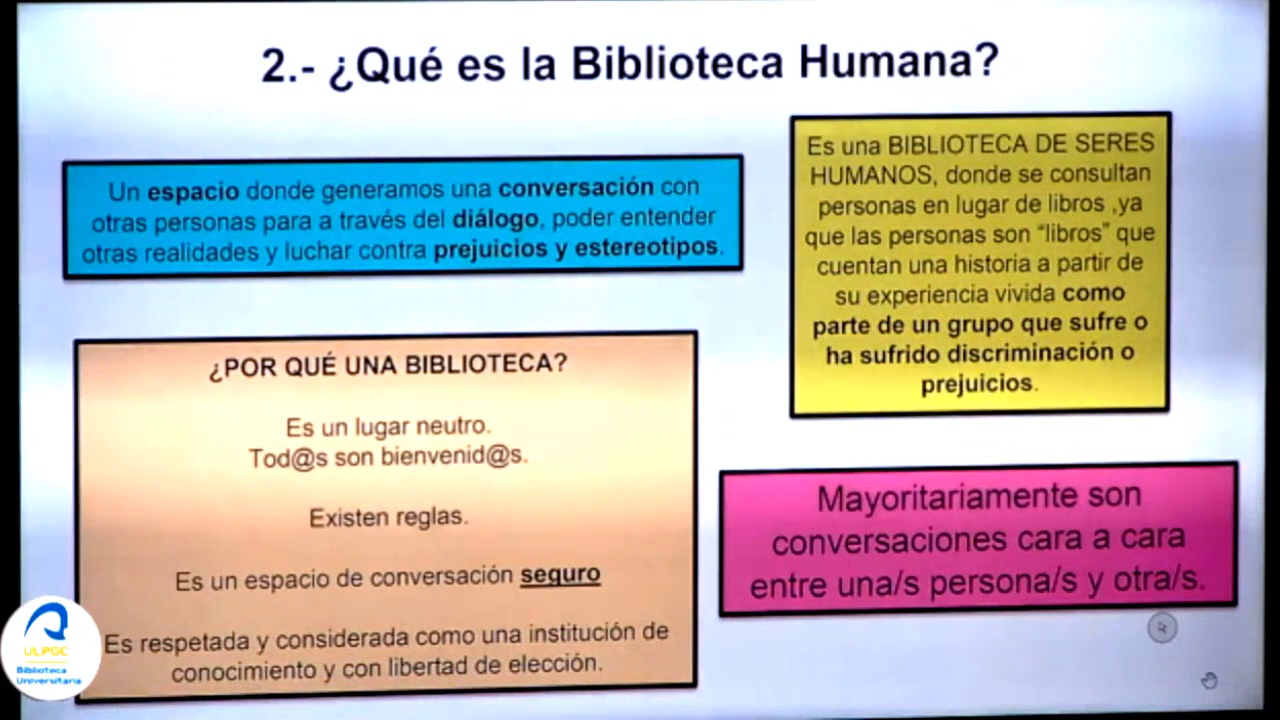 2.- ¿Qué es la Biblioteca Humana?
Un espacio donde generamos una conversación con
otras personas para a través del diálogo, poder entender
otras realidades y luchar contra prejuicios y estereotipos.
Es una BIBLIOTECA DE SERES
HUMANOS, donde se consultan
personas en lugar de libros ,ya
que las personas son “libros” que
cuentan una historia a partir de
su experiencia vivida como
parte de un grupo que sufre o
ha sufrido discriminación o
prejuicios.
¿POR QUÉ UNA BIBLIOTECA?
Es un lugar neutro.
Tod@s son bienvenid@s.
Existen reglas.
Es un espacio de conversación seguro
Es respetada y considerada como una institución de
conocimiento y con libertad de elección.
Mayoritariamente son
conversaciones cara a cara
entre una/s persona/s y otra/s.
ULPGC
Biblioteca
Universitaria